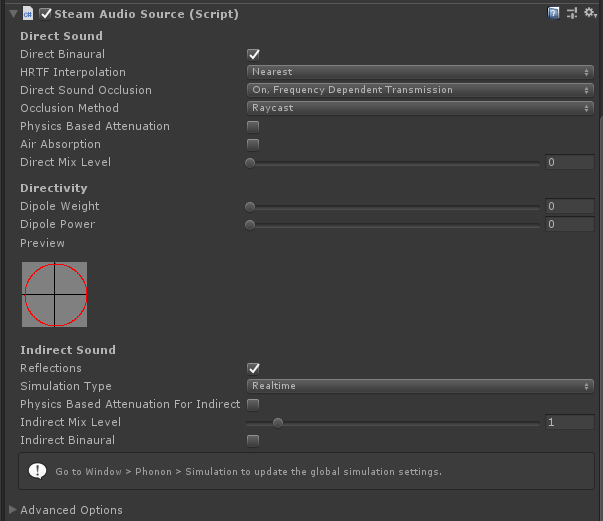 Steam Audio Source (Script)
Direct Sound
Direct Binaural
HRTF Interpolation Nearest
Direct Sound Occlusion On, Frequency Dependent Transmission
Occlusion Method Raycast
Physics Based Attenuation
Air Absorption
Direct Mix Level 0
Directivity
Dipole Weight 0
Dipole Power 0
Preview
Indirect Sound
Reflections
Simulation Type Realtime
Physics Based Attenuation For Indirect
Indirect Mix Level 1
Indirect Binaural
Go to Window > Phonon > Simulation to update the global simulation settings.
Advanced Options